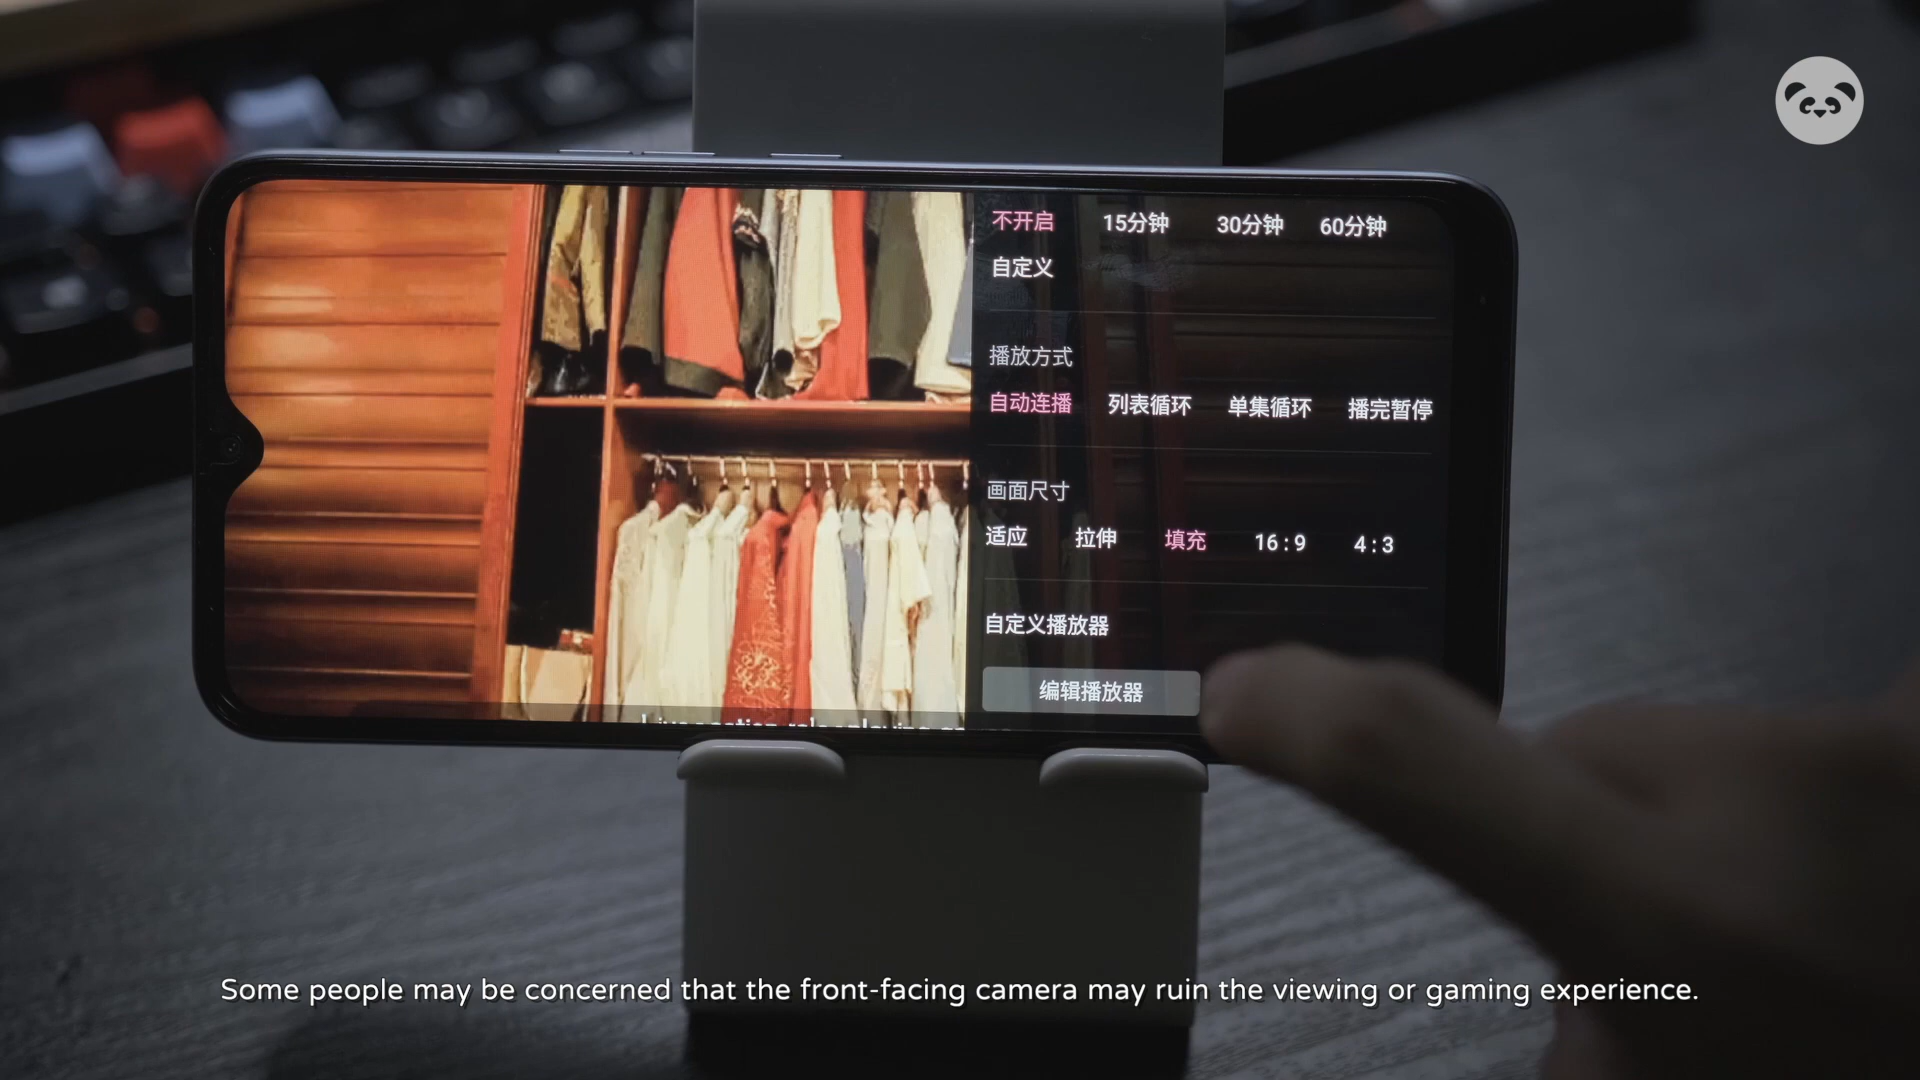 不开启 15分钟 30分钟 60分钟
自定义
播放方式
自动连播 列表循环 单集循环 播完暂停
画面尺寸
适应 拉伸 填充 16:9 4:3
自定义播放器
编辑播放器
Some people may be concerned that the front-facing camera may ruin the viewing or gaming experience.